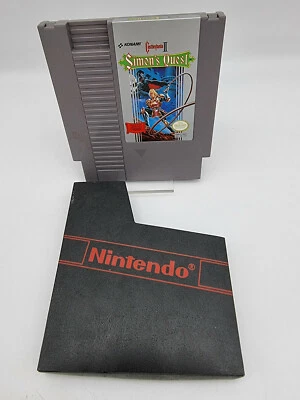 KONAMI
Castlevania II
Simon's Quest
Nintendo®